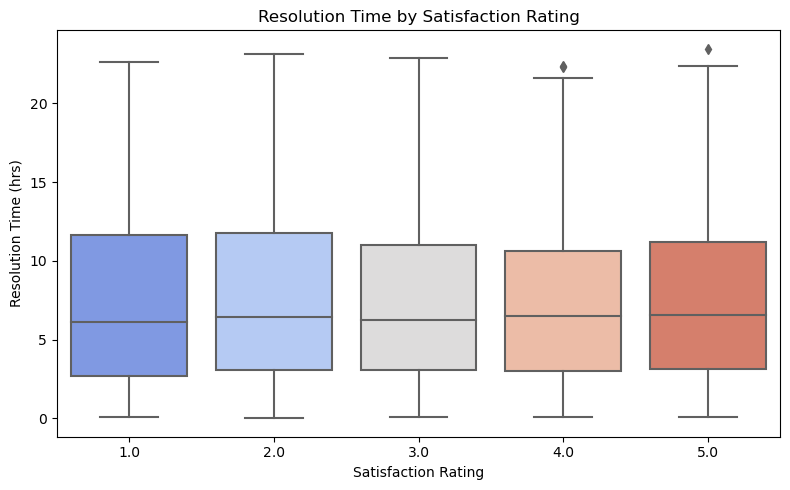 Resolution Time by Satisfaction Rating
Resolution Time (hrs)
20
15
10
5
0
1.0 2.0 3.0 4.0 5.0
Satisfaction Rating